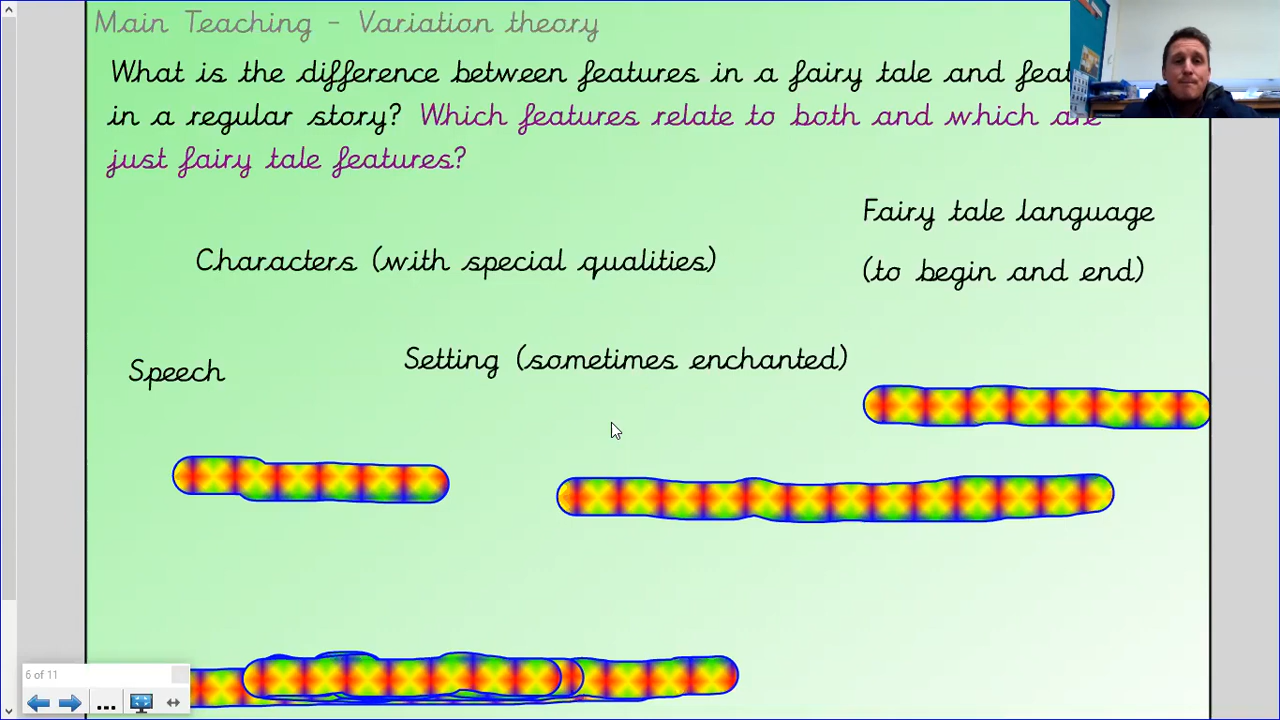 Main Teaching - Variation theory
What is the difference between features in a fairy tale and
in a regular story? Which features relate to both and which are
just fairy tale features?
Fairy tale language
Characters (with special qualities)
(to begin and end)
Setting (sometimes enchanted)
Speech
6 of 11